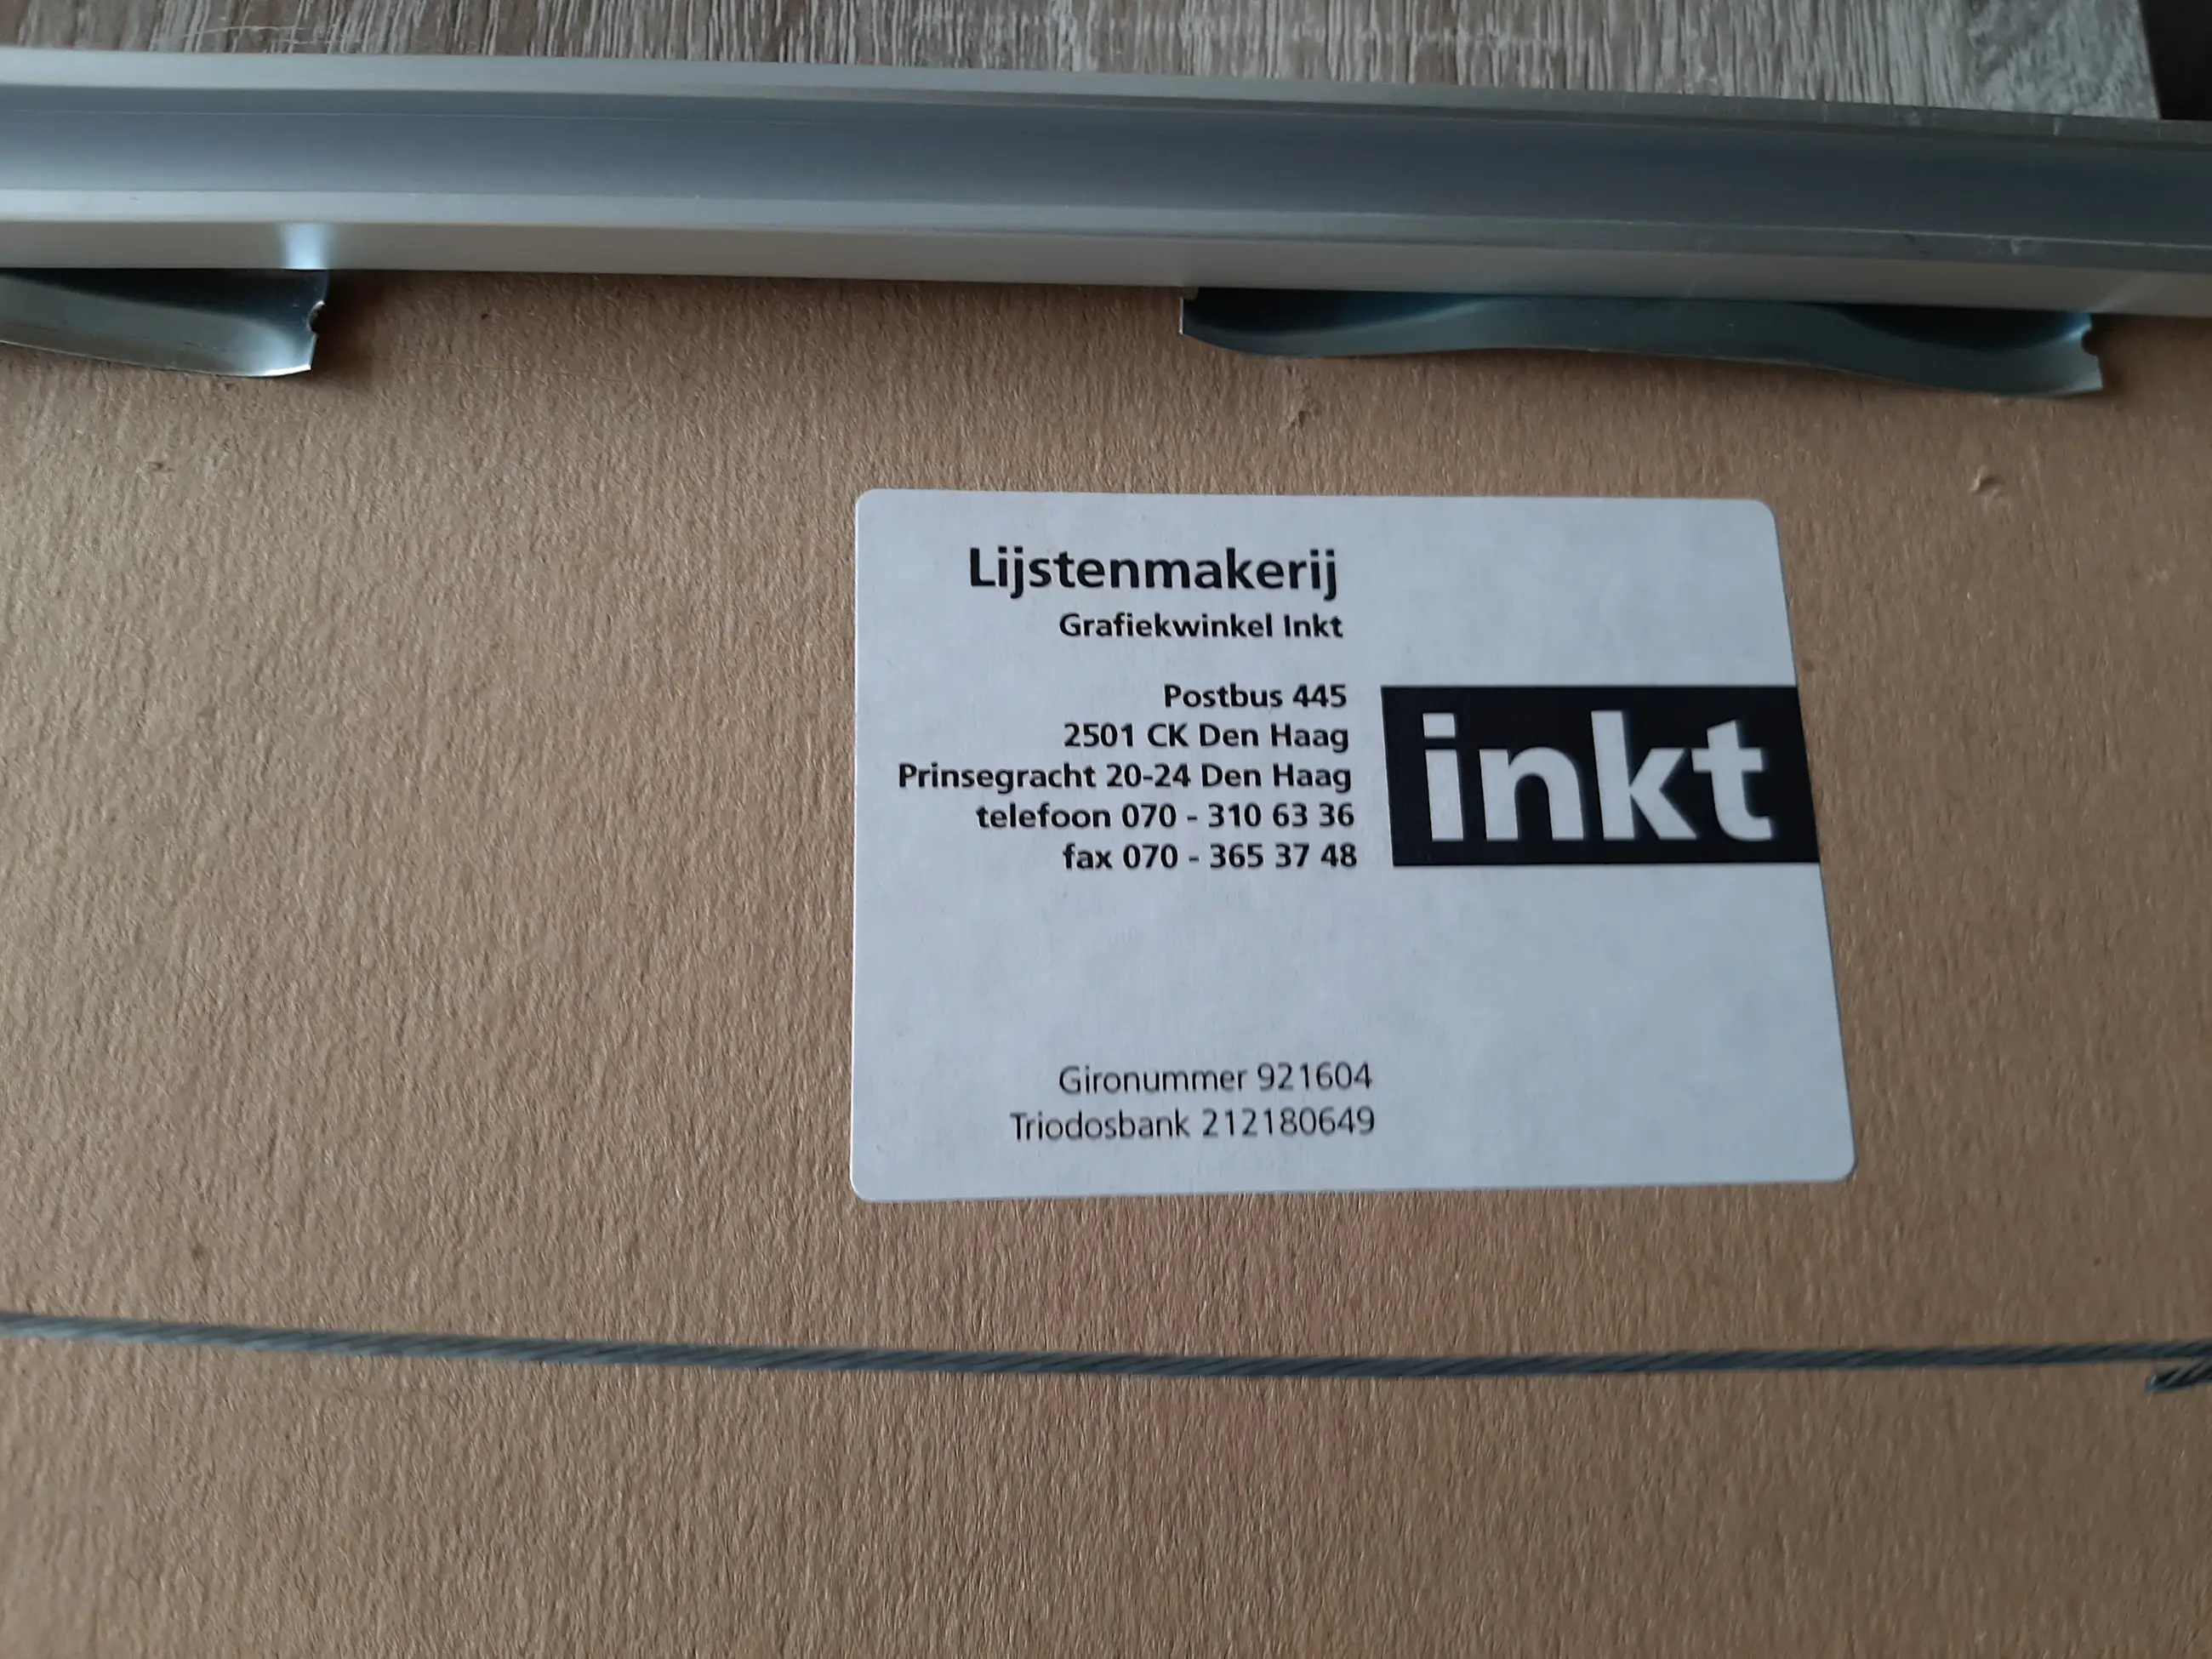 Lijstenmakerij
Grafiekwinkel Inkt
Postbus 445
2501 CK Den Haag
Prinsegracht 20-24 Den Haag
telefoon 070 - 310 63 36
fax 070 - 365 37 48
inkt
Gironummer 921604
Triodosbank 212180649